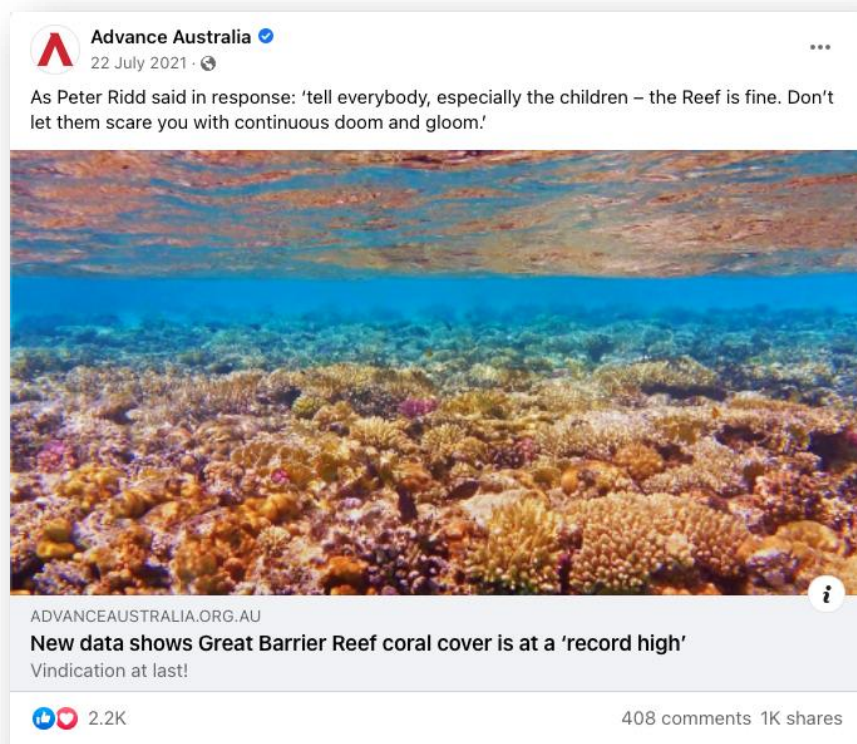 Advance Australia
22 July 2021 ·
As Peter Ridd said in response: ‘tell everybody, especially the children – the Reef is fine. Don’t
let them scare you with continuous doom and gloom.’
i
ADVANCEAUSTRALIA.ORG.AU
New data shows Great Barrier Reef coral cover is at a ‘record high’
Vindication at last!
2.2K 408 comments 1K shares